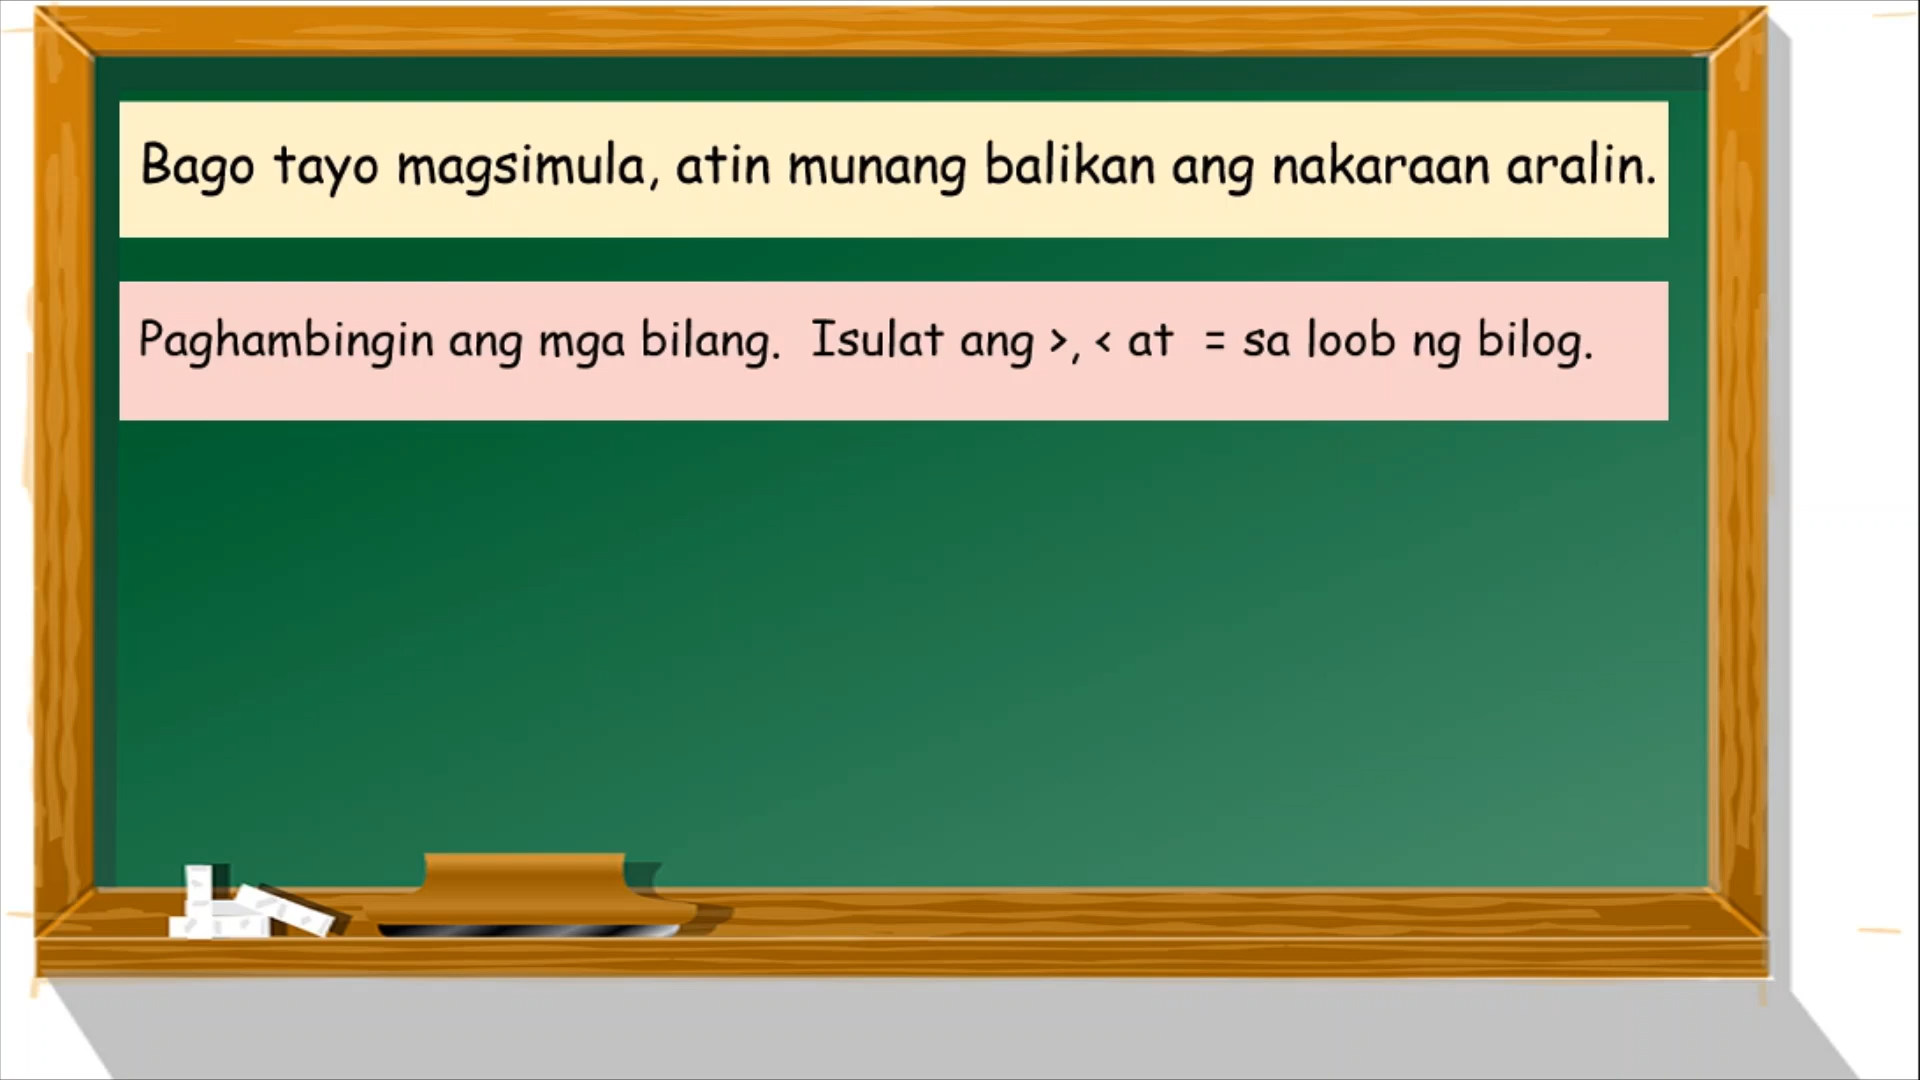 Bago tayo magsimula, atin munang balikan ang nakaraan aralin.
Paghambingin ang mga bilang. Isulat ang >, < at = sa loob ng bilog.